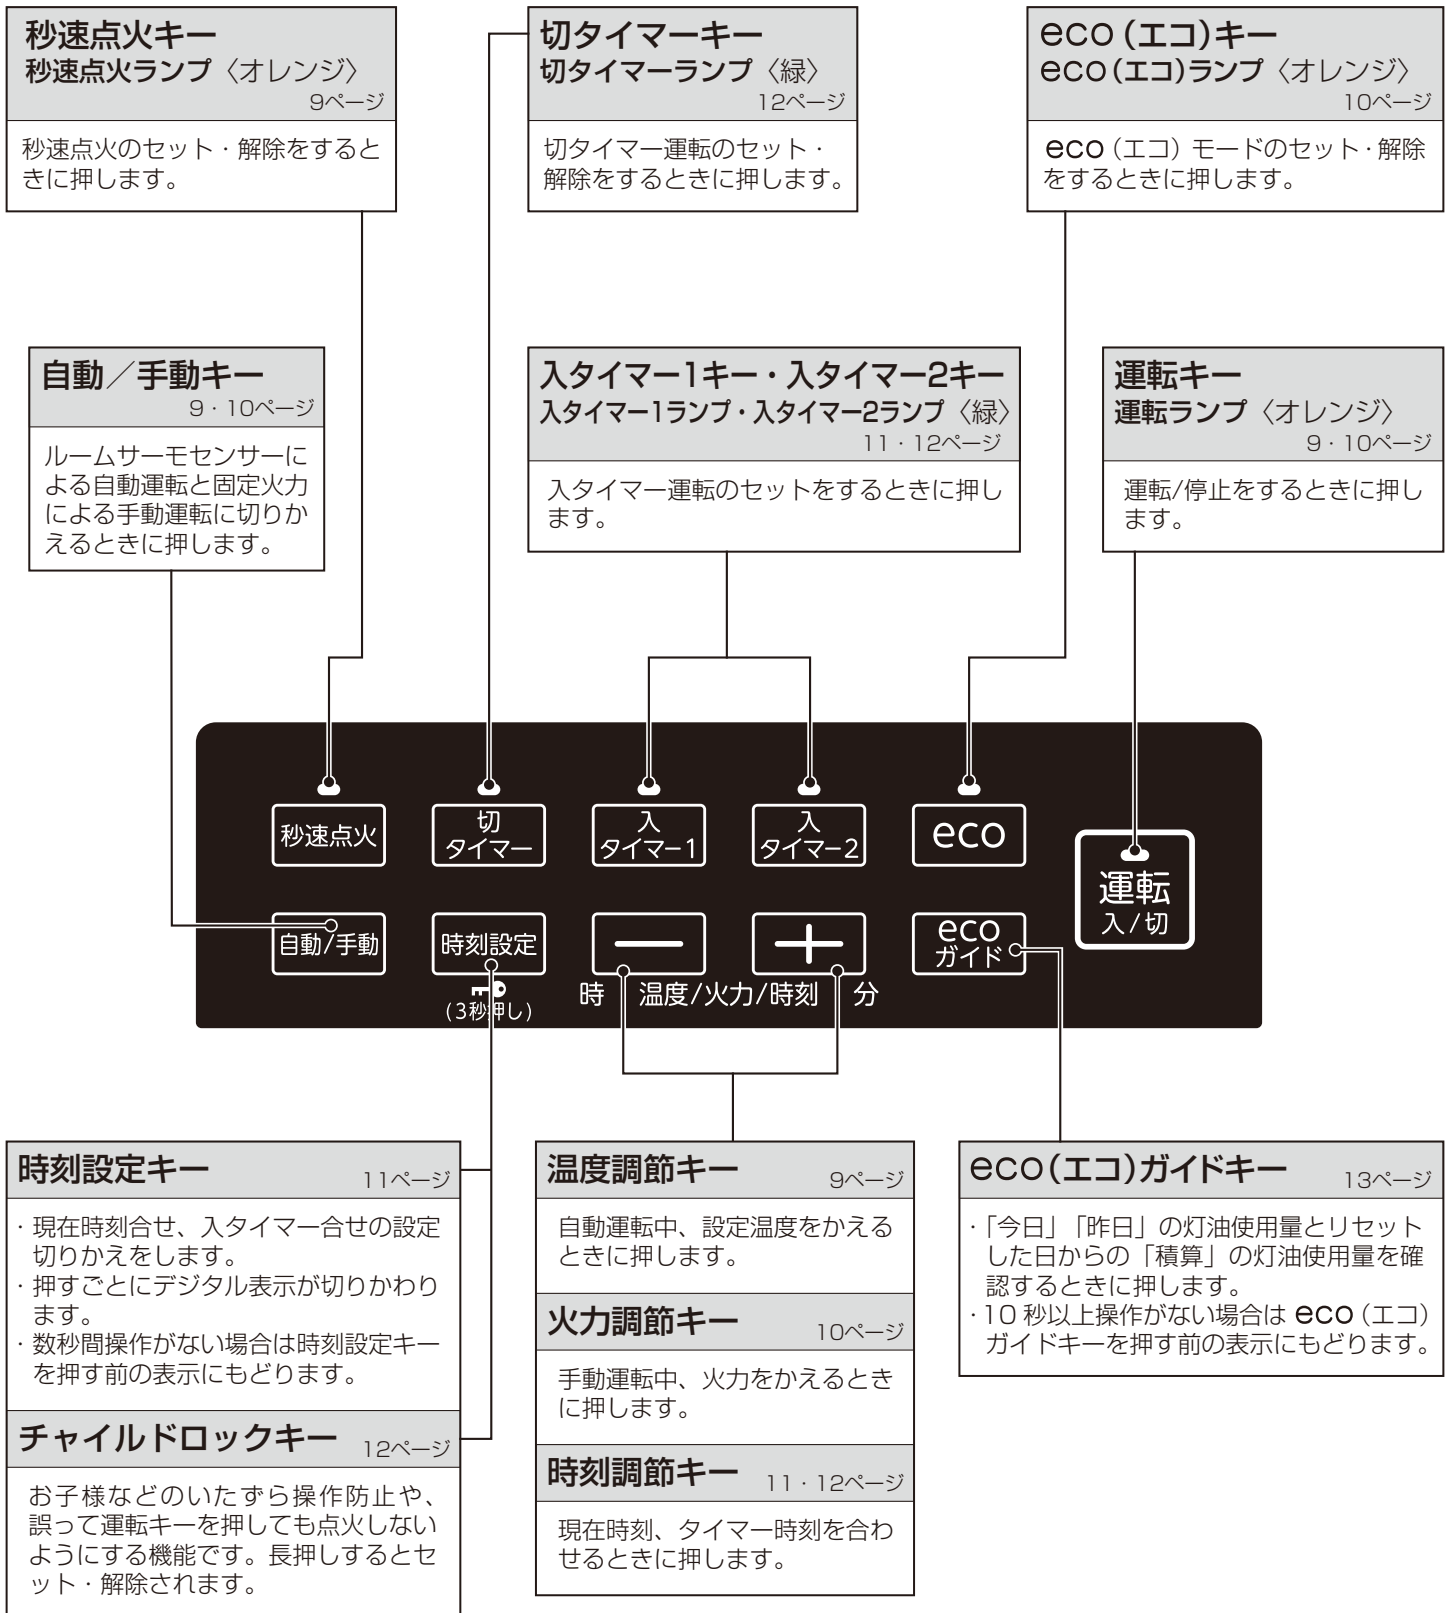 秒速点火キー
秒速点火ランプ〈オレンジ〉
9ページ
秒速点火のセット・解除をすると
きに押します。
切タイマーキー
切タイマーランプ〈緑〉
12ページ
切タイマー運転のセット・
解除をするときに押します。
eco(エコ)キー
eco(エコ)ランプ〈オレンジ〉
10ページ
eco(エコ)モードのセット・解除
をするときに押します。
自動／手動キー
9・10ページ
ルームサーモセンサーに
よる自動運転と固定火力
による手動運転に切りか
えるときに押します。
入タイマー1キー・入タイマー2キー
入タイマー1ランプ・入タイマー2ランプ〈緑〉
11・12ページ
入タイマー運転のセットをするときに押し
ます。
運転キー
運転ランプ〈オレンジ〉
9・10ページ
運転/停止をするときに押し
ます。
秒速点火
切
タイマー
入
タイマー1
入
タイマー2
eco
運転
入/切
自動/手動
時刻設定
(3秒押し)
―
＋
時 温度/火力/時刻 分
eco
ガイド
時刻設定キー 11ページ
・現在時刻合せ、入タイマー合せの設定
切りかえをします。
・押すごとにデジタル表示が切りかわり
ます。
・数秒間操作がない場合は時刻設定キー
を押す前の表示にもどります。
チャイルドロックキー 12ページ
お子様などのいたずら操作防止や、
誤って運転キーを押しても点火しない
ようにする機能です。長押しするとセ
ット・解除されます。
温度調節キー 9ページ
自動運転中、設定温度をかえる
ときに押します。
火力調節キー 10ページ
手動運転中、火力をかえるとき
に押します。
時刻調節キー 11・12ページ
現在時刻、タイマー時刻を合わ
せるときに押します。
eco(エコ)ガイドキー 13ページ
・「今日」「昨日」の灯油使用量とリセット
した日からの「積算」の灯油使用量を確
認するときに押します。
・10 秒以上操作がない場合は eco(エコ)
ガイドキーを押す前の表示にもどります。